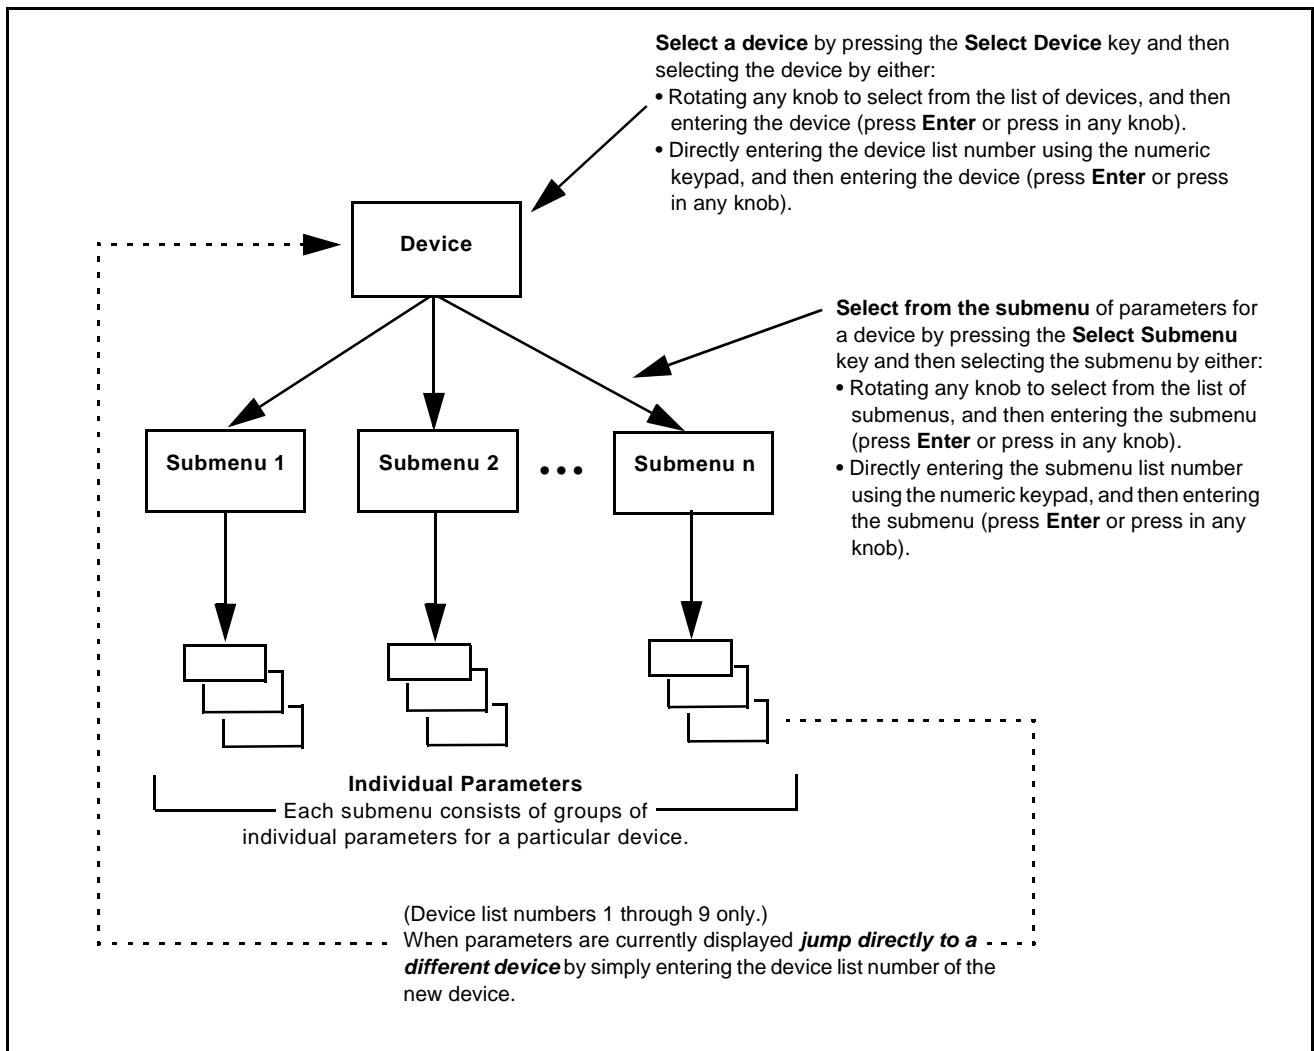 Select a device by pressing the Select Device key and then
selecting the device by either:
• Rotating any knob to select from the list of devices, and then
entering the device (press Enter or press in any knob).
• Directly entering the device list number using the numeric
keypad, and then entering the device (press Enter or press
in any knob).
Device
Select from the submenu of parameters for
a device by pressing the Select Submenu
key and then selecting the submenu by either:
• Rotating any knob to select from the list of
submenus, and then entering the submenu
(press Enter or press in any knob).
• Directly entering the submenu list number
using the numeric keypad, and then entering
the submenu (press Enter or press in any
knob).
Submenu 1
Submenu 2
•••
Submenu n
Individual Parameters
Each submenu consists of groups of
individual parameters for a particular device.
(Device list numbers 1 through 9 only.)
When parameters are currently displayed jump directly to a
different device by simply entering the device list number of the
new device.